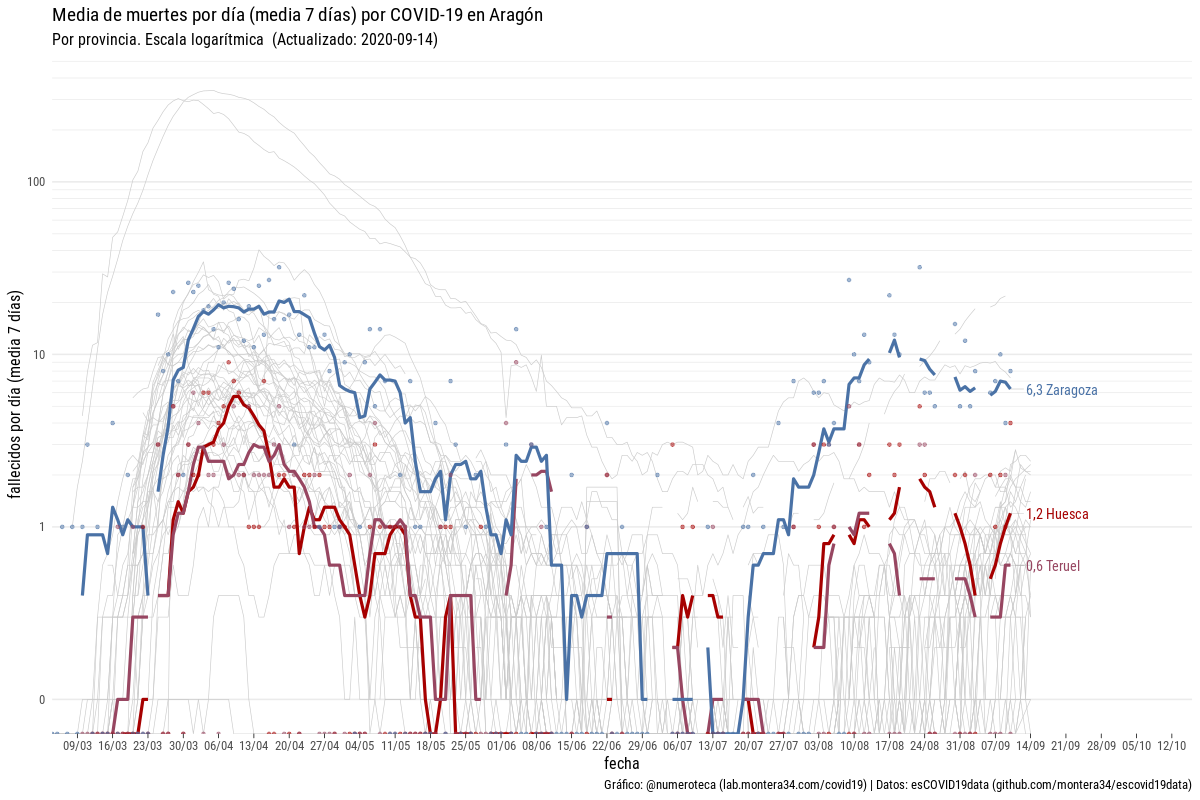 Media de muertes por día (media 7 días) por COVID-19 en Aragón
Por provincia. Escala logarítmica (Actualizado: 2020-09-14)
fallecidos por día (media 7 días)
100
10
1
0
6,3 Zaragoza
1,2 Huesca
0,6 Teruel
09/03 16/03 23/03 30/03 06/04 13/04 20/04 27/04 04/05 11/05 18/05 25/05 01/06 08/06 15/06 22/06 29/06 06/07 13/07 20/07 27/07 03/08 10/08 17/08 24/08 31/08 07/09 14/09 21/09 28/09 05/10 12/10
fecha
Gráfico: @numeroteca (lab.montera34.com/covid19) | Datos: esCOVID19data (github.com/montera34/escovid19data)